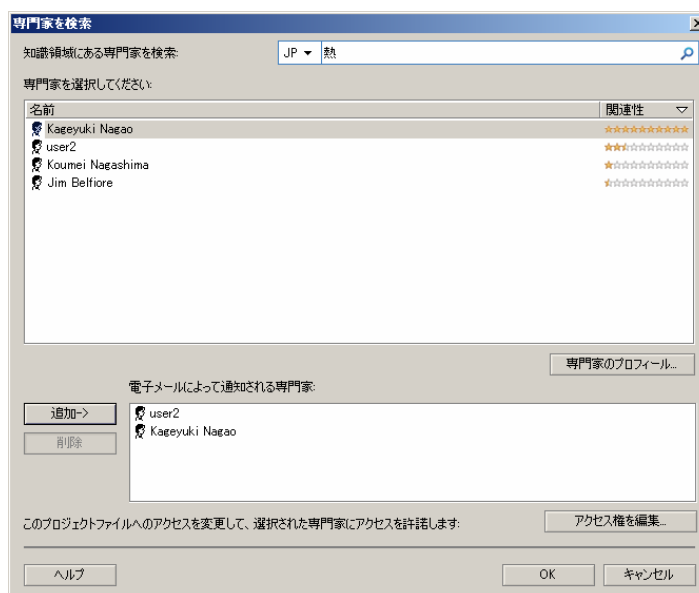 専門家を検索
知識領域にある専門家を検索:
JP 熱
専門家を選択してください:
名前 関連性
Kageyuki Nagao
user2
Koumei Nagashima
Jim Belfiore
専門家のプロフィール...
電子メールによって通知される専門家:
追加->
削除
user2
Kageyuki Nagao
このプロジェクトファイルへのアクセスを変更して、選択された専門家にアクセスを許諾します:
アクセス権を編集...
ヘルプ
OK
キャンセル